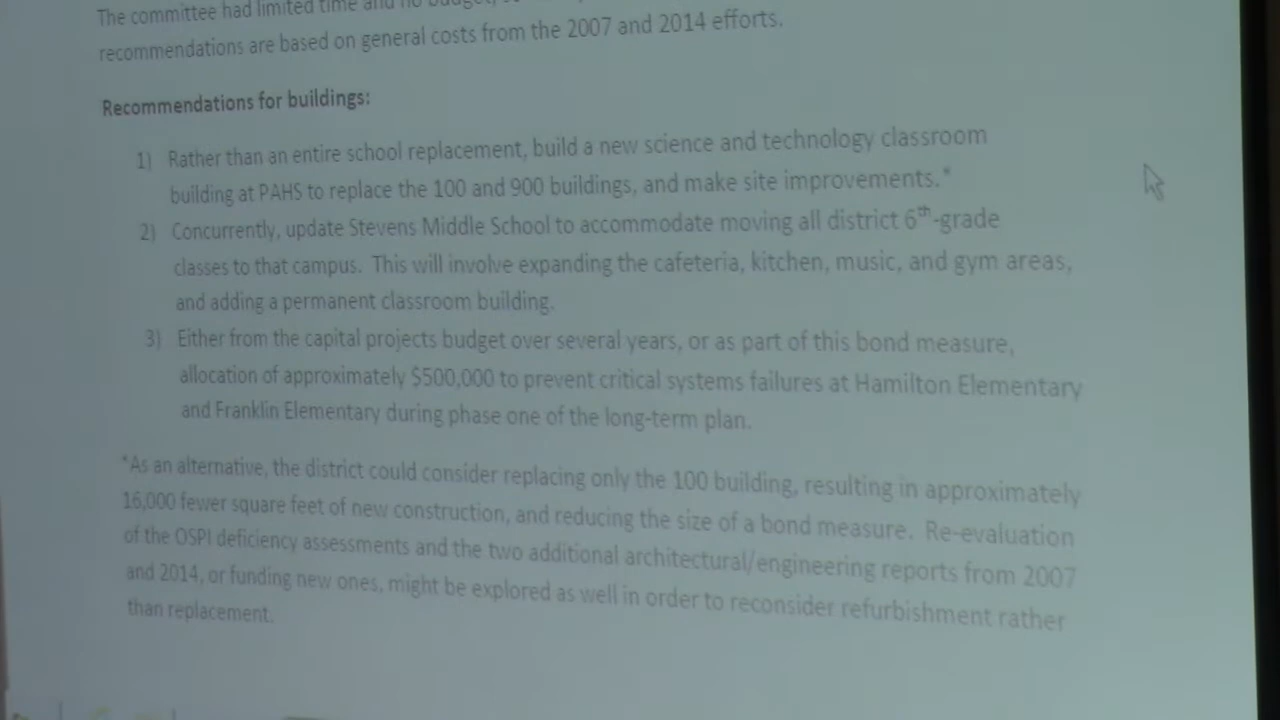 The committee had limited time and no budget,
recommendations are based on general costs from the 2007 and 2014 efforts.
Recommendations for buildings:
1) Rather than an entire school replacement, build a new science and technology classroom
building at PAHS to replace the 100 and 900 buildings, and make site improvements.*
2) Concurrently, update Stevens Middle School to accommodate moving all district 6th-grade
classes to that campus. This will involve expanding the cafeteria, kitchen, music, and gym areas,
and adding a permanent classroom building.
3) Either from the capital projects budget over several years, or as part of this bond measure,
allocation of approximately $500,000 to prevent critical systems failures at Hamilton Elementary
and Franklin Elementary during phase one of the long-term plan.
*As an alternative, the district could consider replacing only the 100 building, resulting in approximately
16,000 fewer square feet of new construction, and reducing the size of a bond measure. Re-evaluation
of the OSPI deficiency assessments and the two additional architectural/engineering reports from 2007
and 2014, or funding new ones, might be explored as well in order to reconsider refurbishment rather
than replacement.